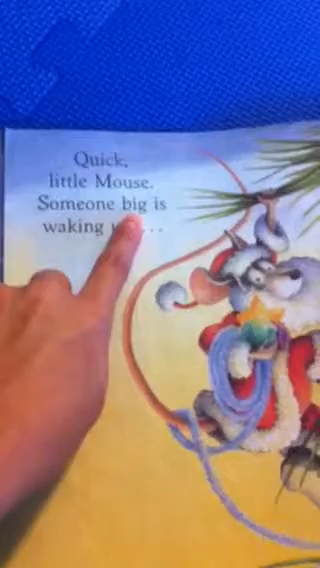 Quick,
little Mouse.
Someone big is
waking . . .